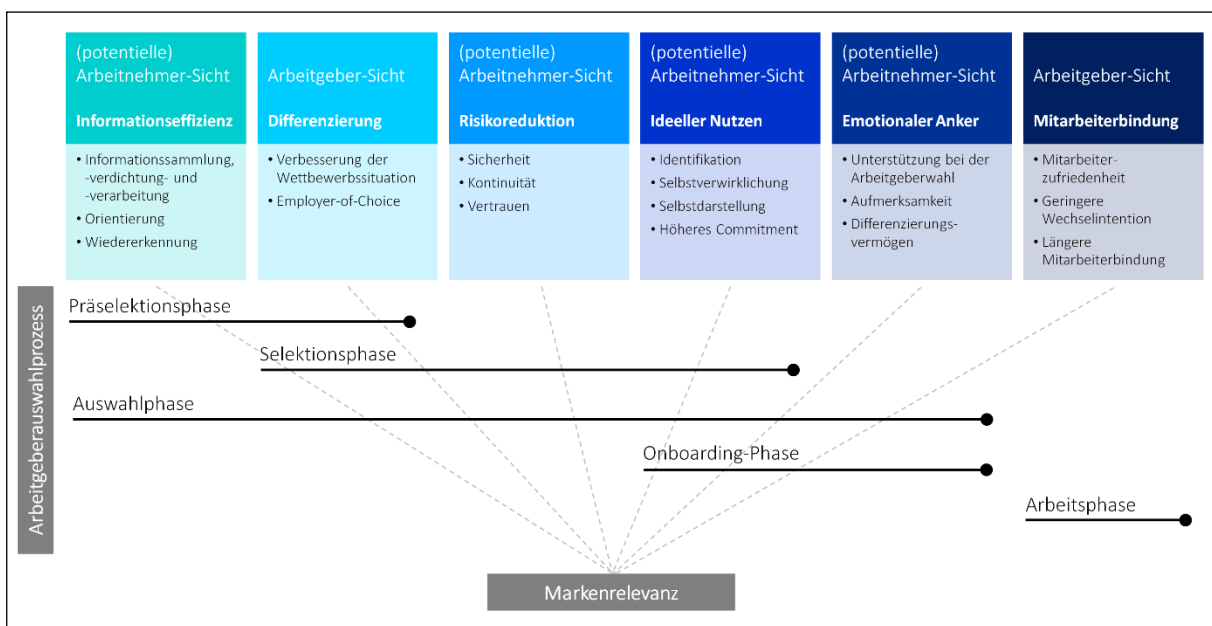 (potentielle)
Arbeitnehmer-Sicht
Informationseffizienz
• Informationssammlung,
-verdichtung- und
-verarbeitung
• Orientierung
• Wiedererkennung
Arbeitgeber-Sicht
Differenzierung
• Verbesserung der
Wettbewerbssituation
• Employer-of-Choice
(potentielle)
Arbeitnehmer-Sicht
Risikoreduktion
• Sicherheit
• Kontinuität
• Vertrauen
(potentielle)
Arbeitnehmer-Sicht
Ideeller Nutzen
• Identifikation
• Selbstverwirklichung
• Selbstdarstellung
• Höheres Commitment
(potentielle)
Arbeitnehmer-Sicht
Emotionaler Anker
• Unterstützung bei der
Arbeitgeberwahl
• Aufmerksamkeit
• Differenzierungs-
vermögen
Arbeitgeber-Sicht
Mitarbeiterbindung
• Mitarbeiter-
zufriedenheit
• Geringere
Wechselintention
• Längere
Mitarbeiterbindung
Arbeitgeberauswahlprozess
Präselektionsphase
Selektionsphase
Auswahlphase
Onboarding-Phase
Arbeitsphase
Markenrelevanz